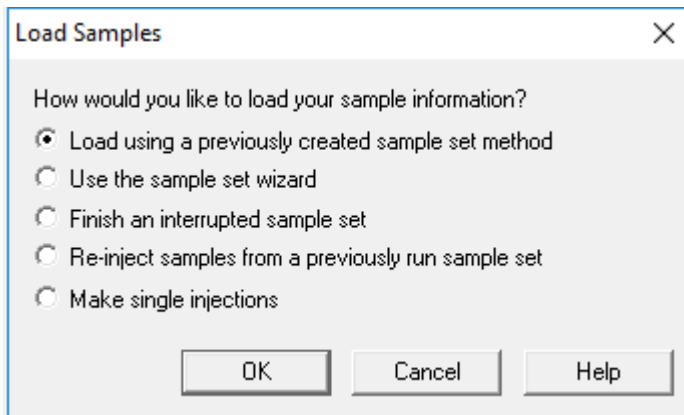 Load Samples
How would you like to load your sample information?
Load using a previously created sample set method
Use the sample set wizard
Finish an interrupted sample set
Re-inject samples from a previously run sample set
Make single injections
OK Cancel Help